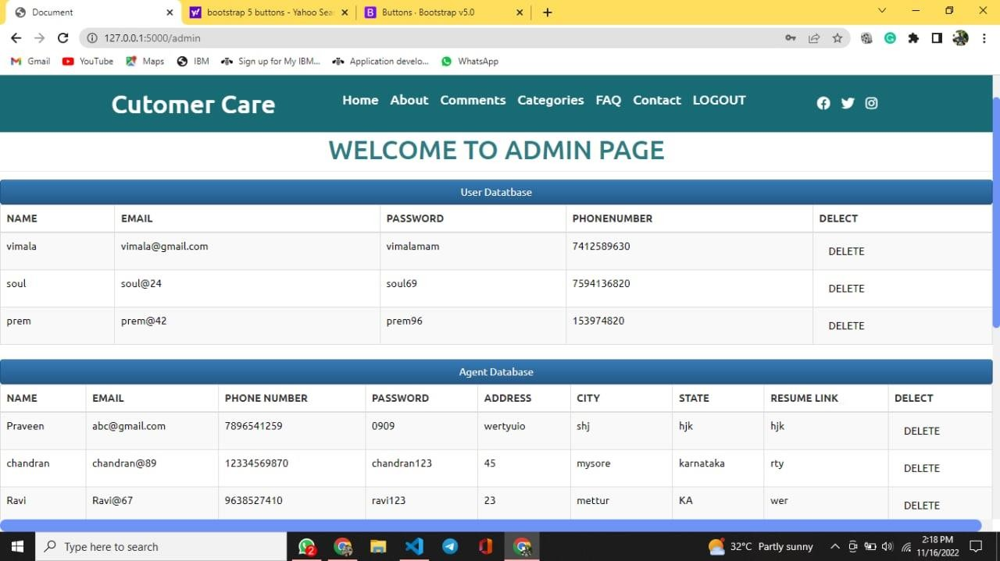 Document
bootstrap 5 buttons - Yahoo Sea
Buttons · Bootstrap v5.0
127.0.0.1:5000/admin
Gmail YouTube Maps IBM Sign up for My IBM... Application develo... WhatsApp
Cutomer Care
Home About Comments Categories FAQ Contact LOGOUT
WELCOME TO ADMIN PAGE
User Datatbase
NAME EMAIL PASSWORD PHONENUMBER DELECT
vimala vimala@gmail.com vimalamam 7412589630 DELETE
soul soul@24 soul69 7594136820 DELETE
prem prem@42 prem96 153974820 DELETE
Agent Database
NAME EMAIL PHONE NUMBER PASSWORD ADDRESS CITY STATE RESUME LINK DELECT
Praveen abc@gmail.com 7896541259 0909 wertyuio shj hjk hjk DELETE
chandran chandran@89 12334569870 chandran123 45 mysore karnataka rty DELETE
Ravi Ravi@67 9638527410 ravi123 23 mettur KA wer DELETE
Type here to search
2
32°C Partly sunny
2:18 PM
11/16/2022